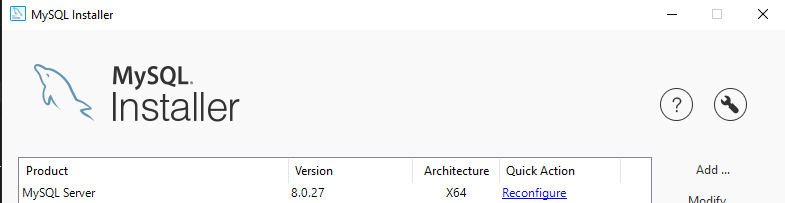 MySQL Installer
MySQL.
Installer
?
Product Version Architecture Quick Action
Add ...
MySQL Server 8.0.27 X64 Reconfigure
Modify